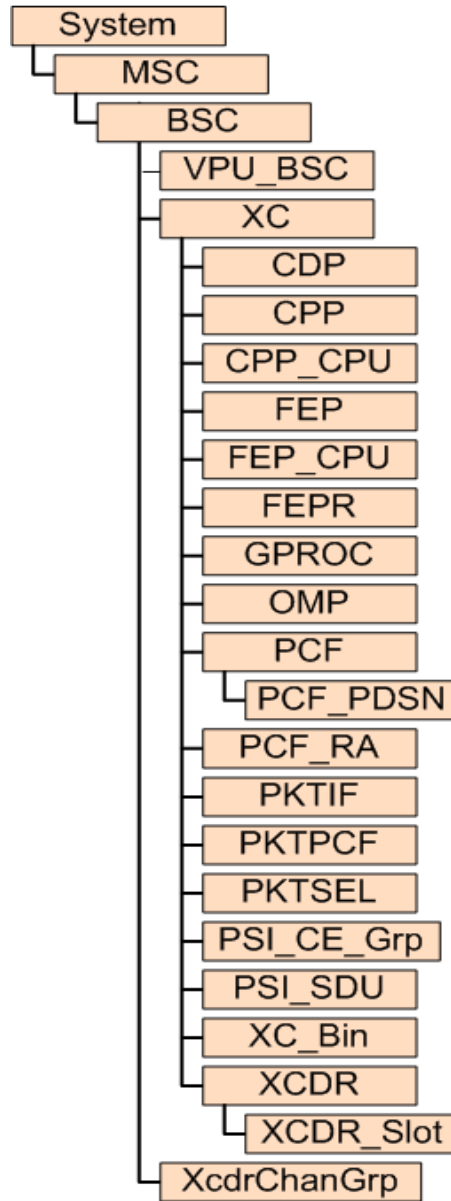 System
MSC
BSC
VPU_BSC
XC
CDP
CPP
CPP_CPU
FEP
FEP_CPU
FEPR
GPROC
OMP
PCF
PCF_PDSN
PCF_RA
PKTIF
PKTPCF
PKTSEL
PSI_CE_Grp
PSI_SDU
XC_Bin
XCDR
XCDR_Slot
XcdrChanGrp